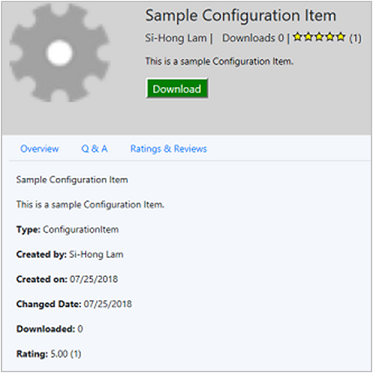 Sample Configuration Item
Si-Hong Lam | Downloads 0 | (1)
This is a sample Configuration Item.
Download
Overview Q & A Ratings & Reviews
Sample Configuration Item
This is a sample Configuration Item.
Type: ConfigurationItem
Created by: Si-Hong Lam
Created on: 07/25/2018
Changed Date: 07/25/2018
Downloaded: 0
Rating: 5.00 (1)